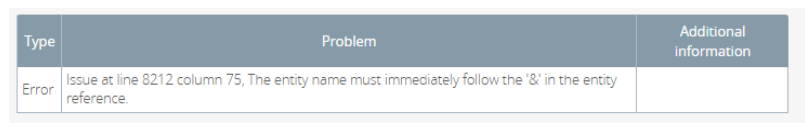 Type Problem Additional information
Error Issue at line 8212 column 75, The entity name must immediately follow the '&' in the entity
reference.